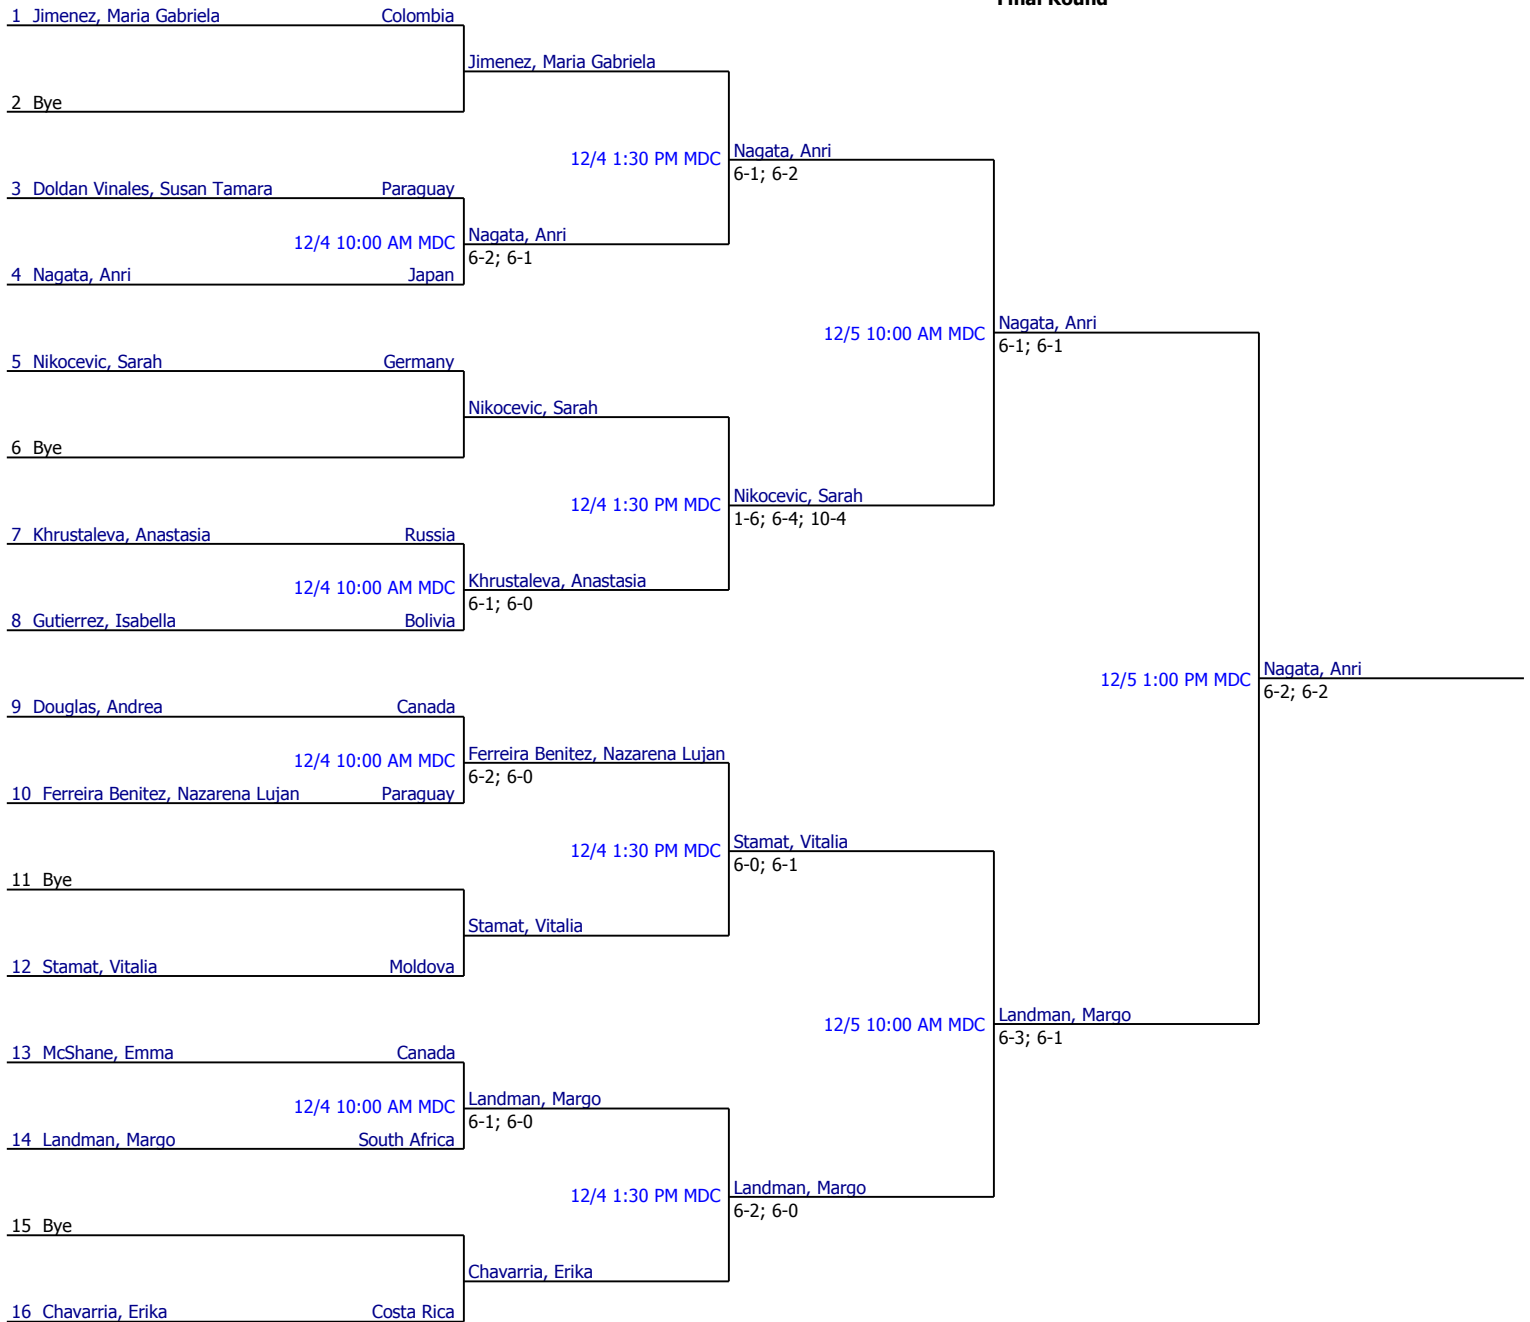 Final Round
1 Jimenez, Maria Gabriela Colombia
Jimenez, Maria Gabriela
2 Bye
12/4 1:30 PM MDC Nagata, Anri
6-1; 6-2
3 Doldan Vinales, Susan Tamara Paraguay
12/4 10:00 AM MDC Nagata, Anri
6-2; 6-1
4 Nagata, Anri Japan
12/5 10:00 AM MDC Nagata, Anri
6-1; 6-1
5 Nikocevic, Sarah Germany
Nikocevic, Sarah
6 Bye
12/4 1:30 PM MDC Nikocevic, Sarah
1-6; 6-4; 10-4
7 Khrustaleva, Anastasia Russia
12/4 10:00 AM MDC Khrustaleva, Anastasia
6-1; 6-0
8 Gutierrez, Isabella Bolivia
12/5 1:00 PM MDC Nagata, Anri
6-2; 6-2
9 Douglas, Andrea Canada
12/4 10:00 AM MDC Ferreira Benitez, Nazarena Lujan
6-2; 6-0
10 Ferreira Benitez, Nazarena Lujan Paraguay
12/4 1:30 PM MDC Stamat, Vitalia
6-0; 6-1
11 Bye
Stamat, Vitalia
12 Stamat, Vitalia Moldova
12/5 10:00 AM MDC Landman, Margo
6-3; 6-1
13 McShane, Emma Canada
12/4 10:00 AM MDC Landman, Margo
6-1; 6-0
14 Landman, Margo South Africa
12/4 1:30 PM MDC Landman, Margo
6-2; 6-0
15 Bye
Chavarria, Erika
16 Chavarria, Erika Costa Rica